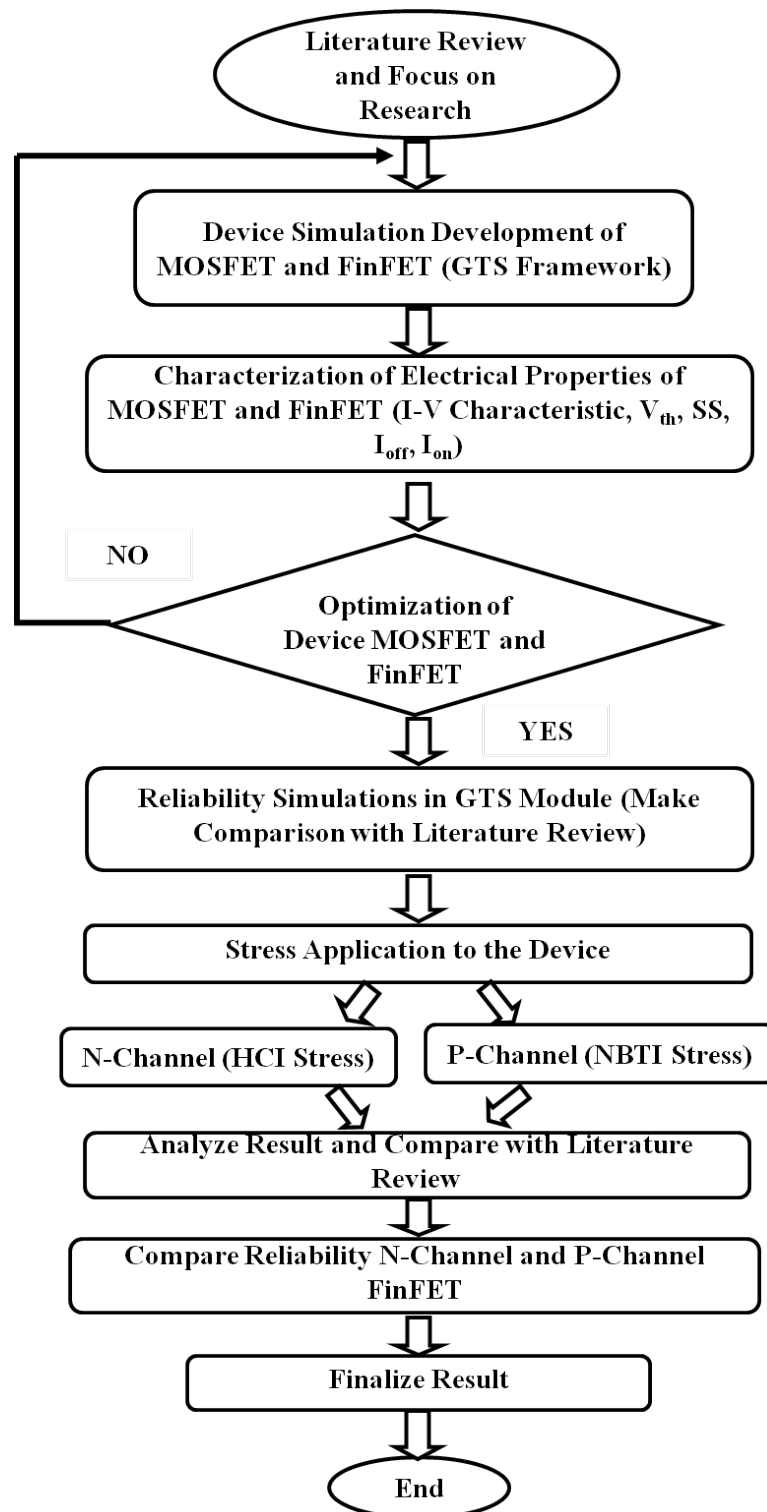 Literature Review
and Focus on
Research
Device Simulation Development of
MOSFET and FinFET (GTS Framework)
Characterization of Electrical Properties of
MOSFET and FinFET (I-V Characteristic, Vth, SS,
Ioff, Ion)
NO
Optimization of
Device MOSFET and
FinFET
YES
Reliability Simulations in GTS Module (Make
Comparison with Literature Review)
Stress Application to the Device
N-Channel (HCI Stress)
P-Channel (NBTI Stress)
Analyze Result and Compare with Literature
Review
Compare Reliability N-Channel and P-Channel
FinFET
Finalize Result
End